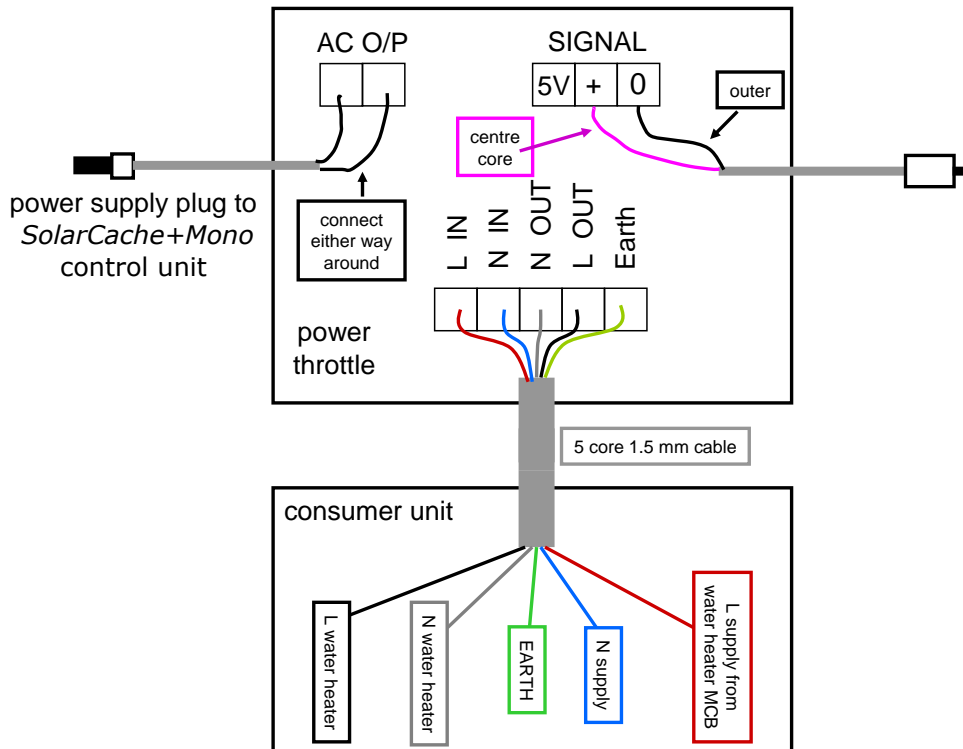 AC O/P
SIGNAL
5V
+
0
outer
centre
core
power supply plug to
SolarCache+Mono
control unit
connect
either way
around
L IN
N IN
N OUT
L OUT
Earth
power
throttle
5 core 1.5 mm cable
consumer unit
L water heater
N water heater
EARTH
N supply
L supply from
water heater MCB